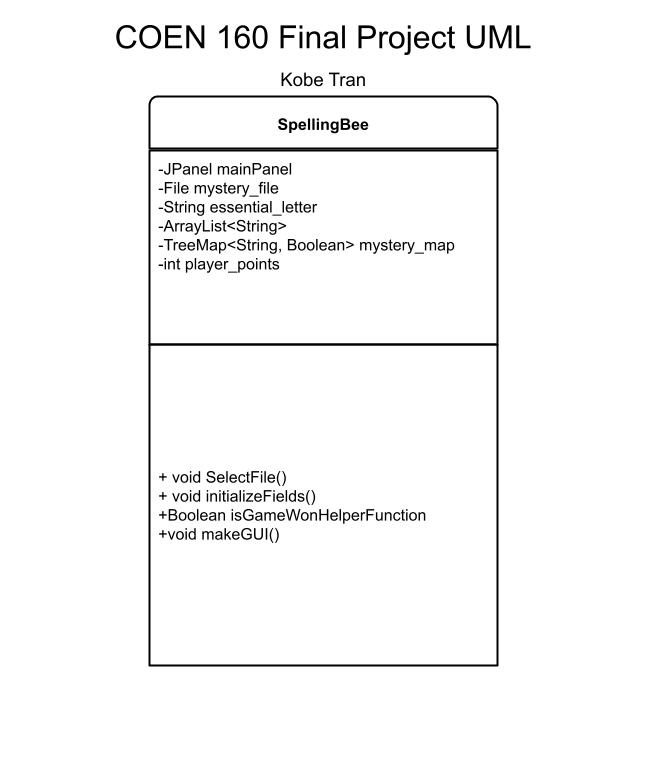 COEN 160 Final Project UML
Kobe Tran
SpellingBee
-JPanel mainPanel
-File mystery_file
-String essential_letter
-ArrayList<String>
-TreeMap<String, Boolean> mystery_map
-int player_points
+ void SelectFile()
+ void initializeFields()
+Boolean isGameWonHelperFunction
+void makeGUI()